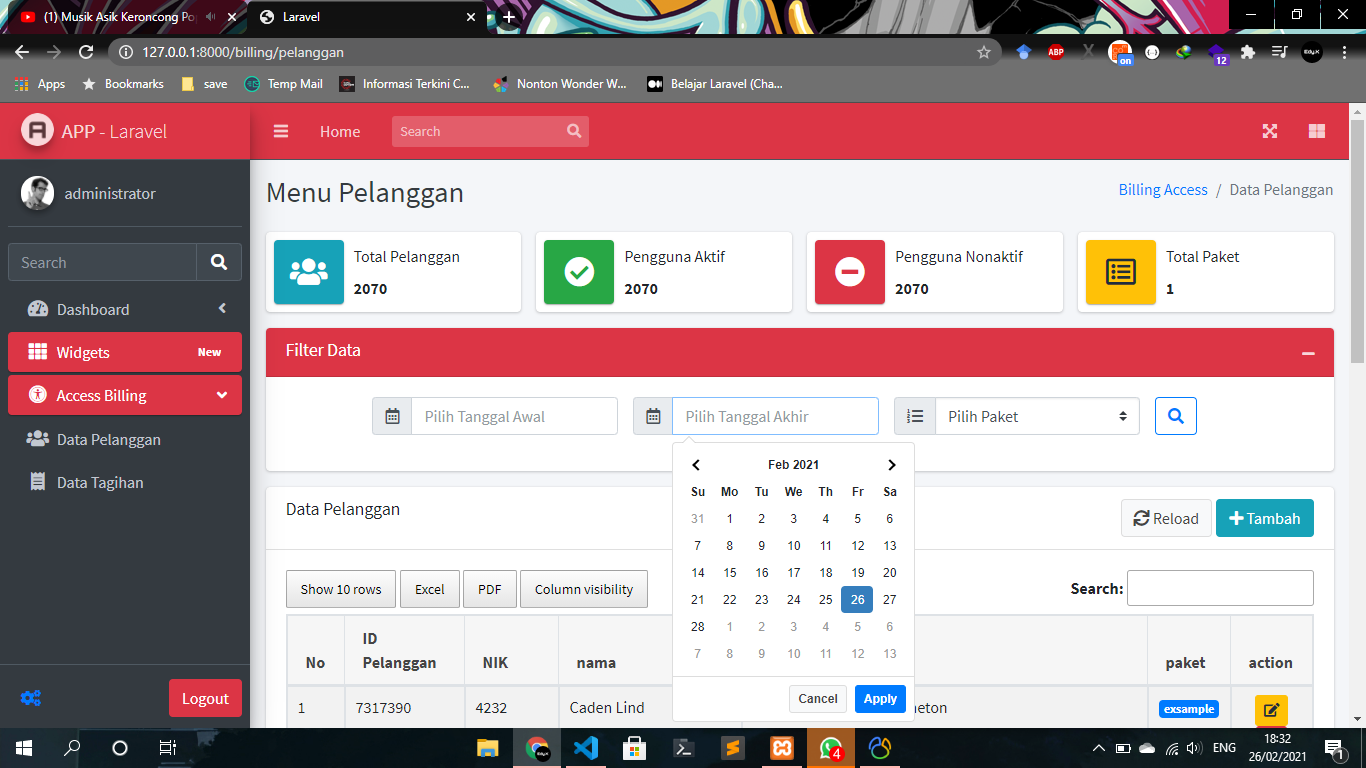 (1) Musik Asik Keroncong Po
Laravel
127.0.0.1:8000/billing/pelanggan
ABP
on
12
Edy.K
Apps
Bookmarks
save
Temp Mail
Informasi Terkini C...
Nonton Wonder W...
Belajar Laravel (Cha...
APP - Laravel
Home
Search
administrator
Menu Pelanggan
Billing Access / Data Pelanggan
Search
Total Pelanggan
2070
Pengguna Aktif
2070
Pengguna Nonaktif
2070
Total Paket
1
Dashboard
Widgets New
Access Billing
Data Pelanggan
Data Tagihan
Filter Data
Pilih Tanggal Awal
Pilih Tanggal Akhir
Pilih Paket
Feb 2021
Su Mo Tu We Th Fr Sa
31 1 2 3 4 5 6
7 8 9 10 11 12 13
14 15 16 17 18 19 20
21 22 23 24 25 26 27
28 1 2 3 4 5 6
7 8 9 10 11 12 13
Cancel Apply
Data Pelanggan
Reload
Tambah
Show 10 rows
Excel
PDF
Column visibility
Search:
No
ID Pelanggan
NIK
nama
paket
action
1 7317390 4232 Caden Lind neton exsample
Logout
4
ENG
18:32
26/02/2021
1